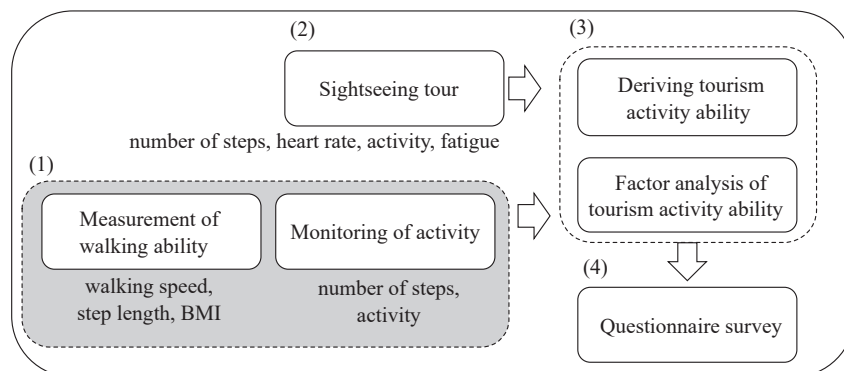 (2)
Sightseeing tour
number of steps, heart rate, activity, fatigue
(3)
Deriving tourism
activity ability
Factor analysis of
tourism activity ability
(1)
Measurement of
walking ability
walking speed,
step length, BMI
Monitoring of activity
number of steps,
activity
(4)
Questionnaire survey